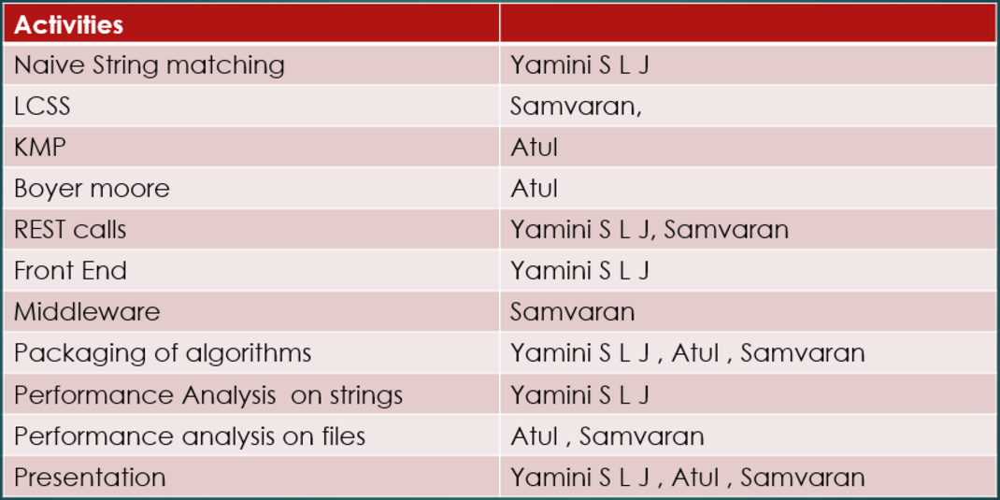 Activities
Naive String matching Yamini S L J
LCSS Samvaran,
KMP Atul
Boyer moore Atul
REST calls Yamini S L J, Samvaran
Front End Yamini S L J
Middleware Samvaran
Packaging of algorithms Yamini S L J , Atul , Samvaran
Performance Analysis  on strings Yamini S L J
Performance analysis on files Atul , Samvaran
Presentation Yamini S L J , Atul , Samvaran